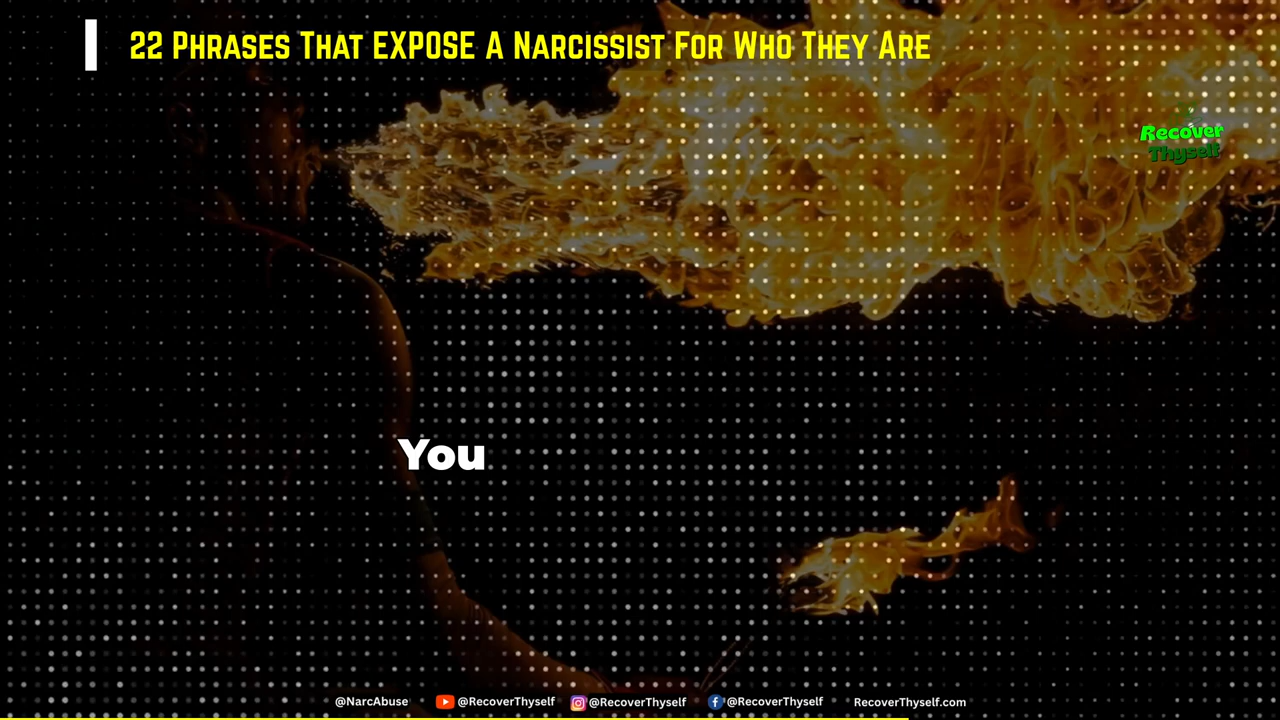 22 Phrases That EXPOSE A Narcissist For Who They Are
Recover
Thyself
You
@NarcAbuse @RecoverThyself @RecoverThyself @RecoverThyself RecoverThyself.com